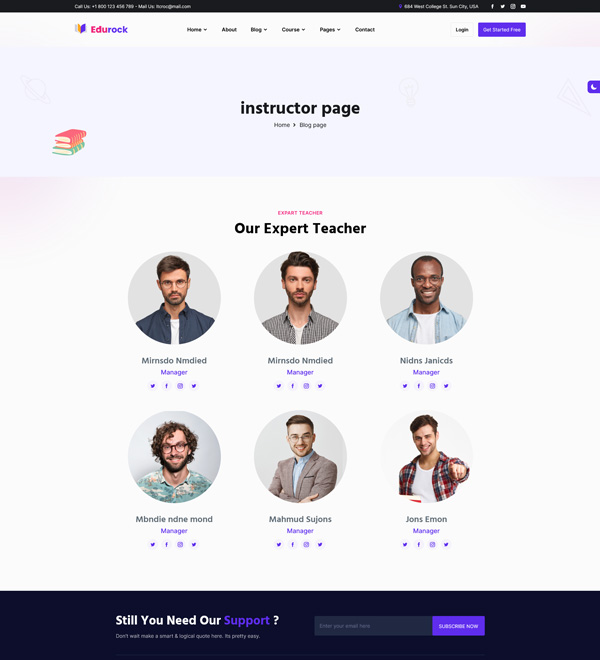 Call Us: +1 800 123 456 789 - Mail Us: Itcroc@mail.com
684 West College St. Sun City, USA
Edurock
Home
About
Blog
Course
Pages
Contact
Login
Get Started Free
instructor page
Home > Blog page
EXPART TEACHER
Our Expert Teacher
Mirnsdo Nmdied
Manager
Mirnsdo Nmdied
Manager
Nidns Janicds
Manager
Mbndie ndne mond
Manager
Mahmud Sujons
Manager
Jons Emon
Manager
Still You Need Our Support ?
Don't wait make a smart & logical quote here. Its pretty easy.
Enter your email here
SUBSCRIBE NOW